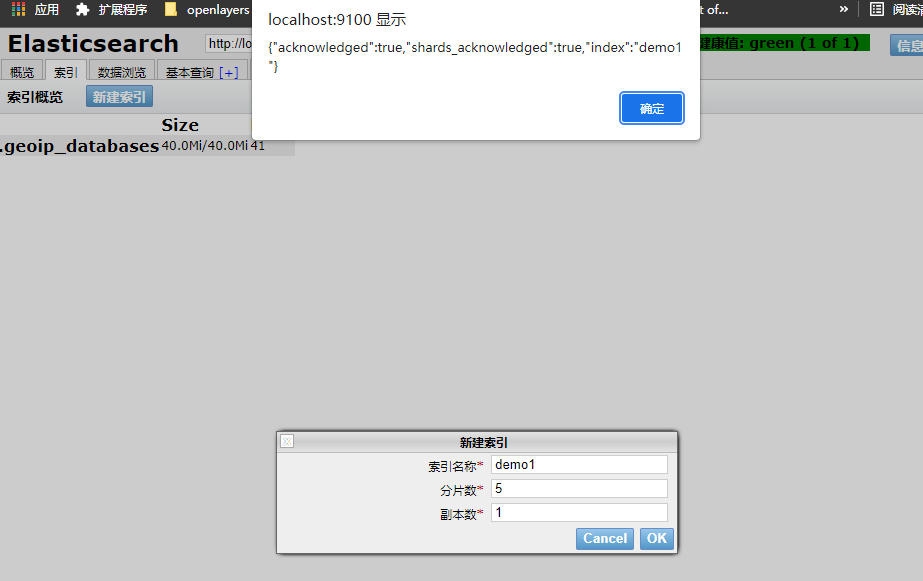 应用 扩展程序 openlayers
t of... » 阅读清
localhost:9100 显示
{"acknowledged":true,"shards_acknowledged":true,"index":"demo1
"}
确定
Elasticsearch http://lo
健康值: green (1 of 1) 信息
概览 索引 数据浏览 基本查询 [+]
索引概览 新建索引
Size
.geoip_databases 40.0Mi/40.0Mi 41
新建索引
索引名称* demo1
分片数* 5
副本数* 1
Cancel OK